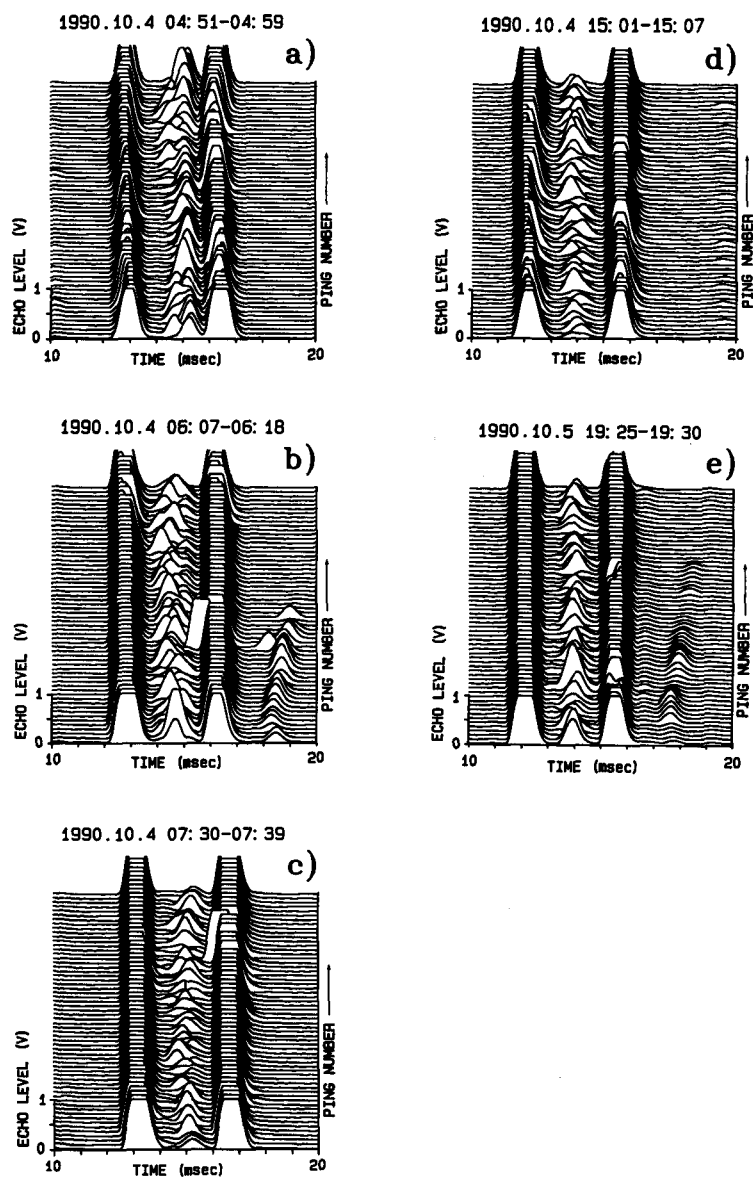 1990.10.4 04:51-04:59
a)
ECHO LEVEL (V)
1
0
10
TIME (msec)
20
PING NUMBER
1990.10.4 15:01-15:07
d)
ECHO LEVEL (V)
1
0
10
TIME (msec)
20
PING NUMBER
1990.10.4 06:07-06:18
b)
ECHO LEVEL (V)
1
0
10
TIME (msec)
20
PING NUMBER
1990.10.5 19:25-19:30
e)
ECHO LEVEL (V)
1
0
10
TIME (msec)
20
PING NUMBER
1990.10.4 07:30-07:39
c)
ECHO LEVEL (V)
1
0
10
TIME (msec)
20
PING NUMBER